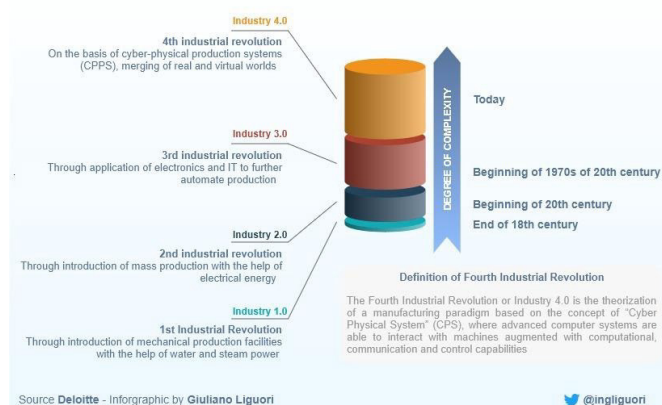 Industry 4.0
4th industrial revolution
On the basis of cyber-physical production systems
(CPPS), merging of real and virtual worlds
Industry 3.0
3rd industrial revolution
Through application of electronics and IT to further
automate production
Industry 2.0
2nd industrial revolution
Through introduction of mass production with the help of
electrical energy
Industry 1.0
1st Industrial Revolution
Through introduction of mechanical production facilities
with the help of water and steam power
DEGREE OF COMPLEXITY
Today
Beginning of 1970s of 20th century
Beginning of 20th century
End of 18th century
Definition of Fourth Industrial Revolution
The Fourth Industrial Revolution or Industry 4.0 is the theorization
of a manufacturing paradigm based on the concept of “Cyber
Physical System” (CPS), where advanced computer systems are
able to interact with machines augmented with computational,
communication and control capabilities
Source Deloitte - Inforgraphic by Giuliano Liguori
@ingliguori